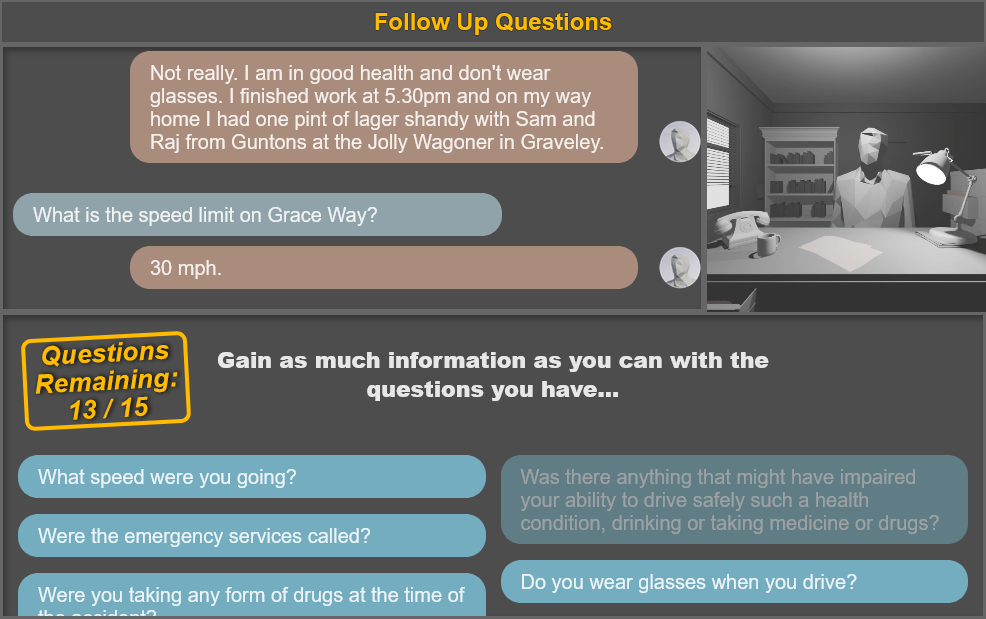 Follow Up Questions
Not really. I am in good health and don't wear
glasses. I finished work at 5.30pm and on my way
home I had one pint of lager shandy with Sam and
Raj from Guntons at the Jolly Wagoner in Graveley.
What is the speed limit on Grace Way?
30 mph.
Questions
Remaining:
13 / 15
Gain as much information as you can with the
questions you have...
What speed were you going?
Were the emergency services called?
Were you taking any form of drugs at the time of
the accident?
Was there anything that might have impaired
your ability to drive safely such a health
condition, drinking or taking medicine or drugs?
Do you wear glasses when you drive?